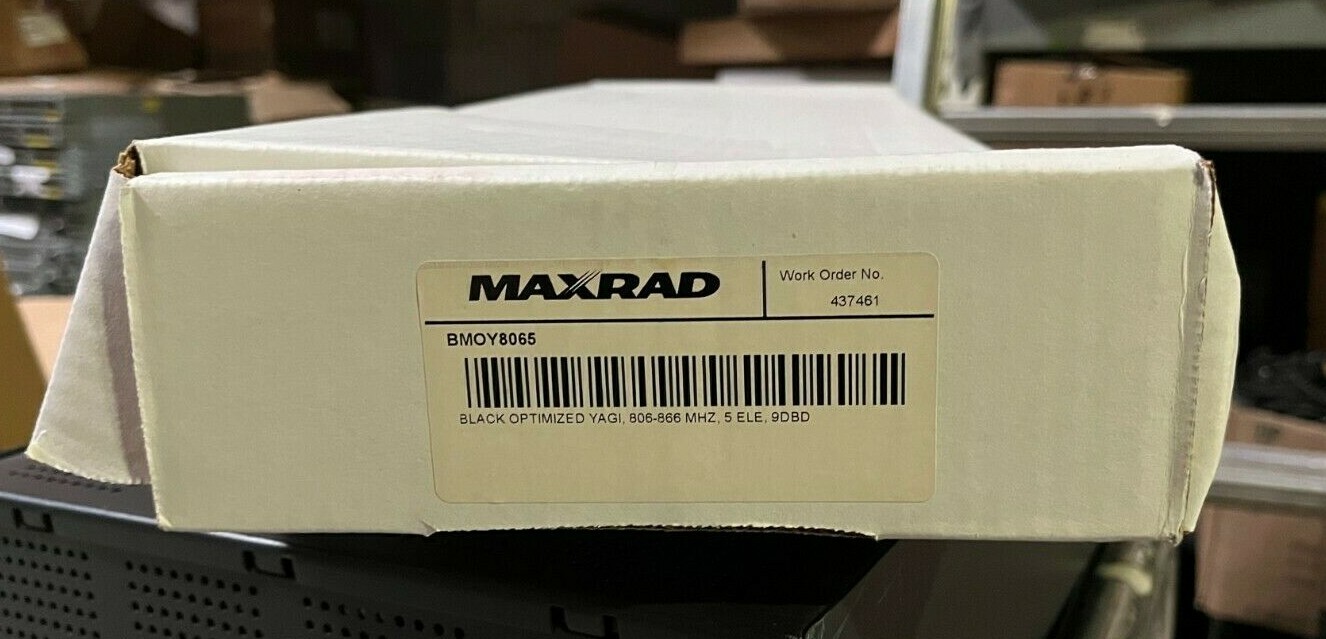 MAXRAD
Work Order No.
437461
BMOY8065
BLACK OPTIMIZED YAGI, 806-866 MHZ, 5 ELE, 9DBD